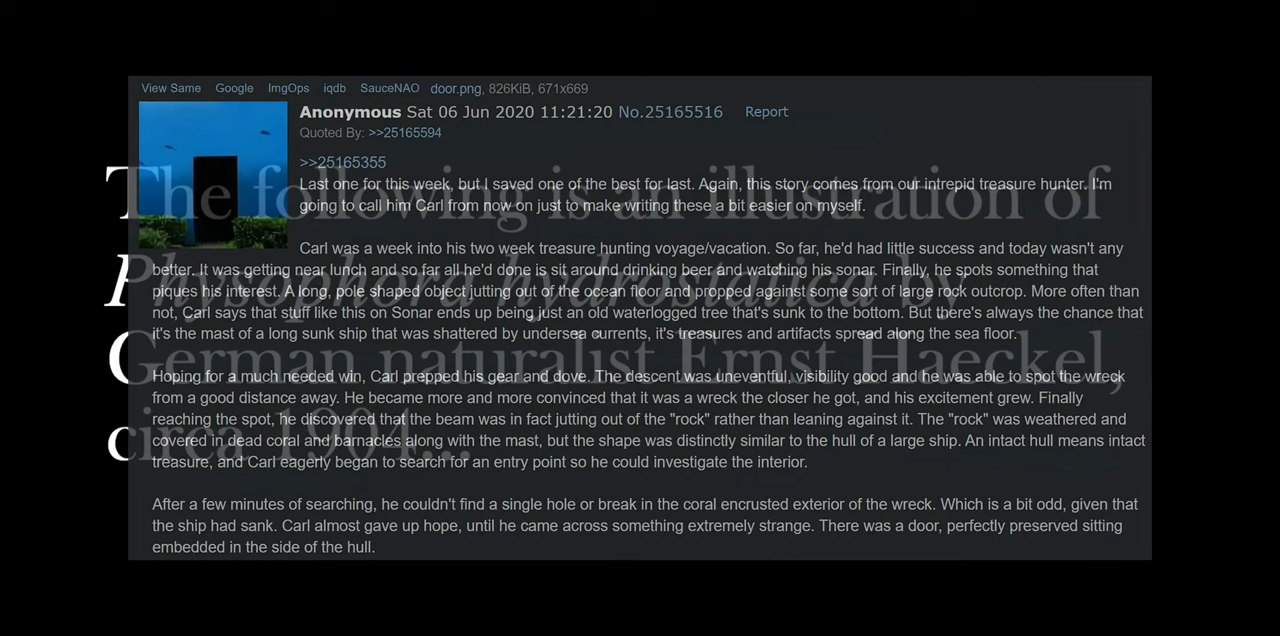 View Same Google ImgOps iqdb SauceNAO door.png, 826KiB, 671x669
Anonymous Sat 06 Jun 2020 11:21:20 No.25165516 Report
Quoted By: >>25165594
>>25165355
Last one for this week, but I saved one of the best for last. Again, this story comes from our intrepid treasure hunter. I'm
going to call him Carl from now on just to make writing these a bit easier on myself.
Carl was a week into his two week treasure hunting voyage/vacation. So far, he'd had little success and today wasn't any
better. It was getting near lunch and so far all he'd done is sit around drinking beer and watching his sonar. Finally, he spots something that
piques his interest. A long, pole shaped object jutting out of the ocean floor and propped against some sort of large rock outcrop. More often than
not, Carl says that stuff like this on Sonar ends up being just an old waterlogged tree that's sunk to the bottom. But there's always the chance that
it's the mast of a long sunk ship that was shattered by undersea currents, it's treasures and artifacts spread along the sea floor.
Hoping for a much needed win, Carl prepped his gear and dove. The descent was uneventful, visibility good and he was able to spot the wreck
from a good distance away. He became more and more convinced that it was a wreck the closer he got, and his excitement grew. Finally
reaching the spot, he discovered that the beam was in fact jutting out of the "rock" rather than leaning against it. The "rock" was weathered and
covered in dead coral and barnacles along with the mast, but the shape was distinctly similar to the hull of a large ship. An intact hull means intact
treasure, and Carl eagerly began to search for an entry point so he could investigate the interior.
After a few minutes of searching, he couldn't find a single hole or break in the coral encrusted exterior of the wreck. Which is a bit odd, given that
the ship had sank. Carl almost gave up hope, until he came across something extremely strange. There was a door, perfectly preserved sitting
embedded in the side of the hull.
The following is an illustration of
Physophora hydrostatica by
German naturalist Ernst Haeckel,
circa 1904...